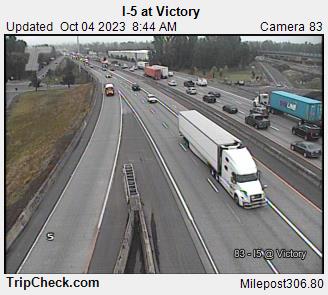 I-5 at Victory
Updated Oct 04 2023 8:44 AM
Camera 83
S
83 - I5 @ Victory
TripCheck.com
Milepost306.80